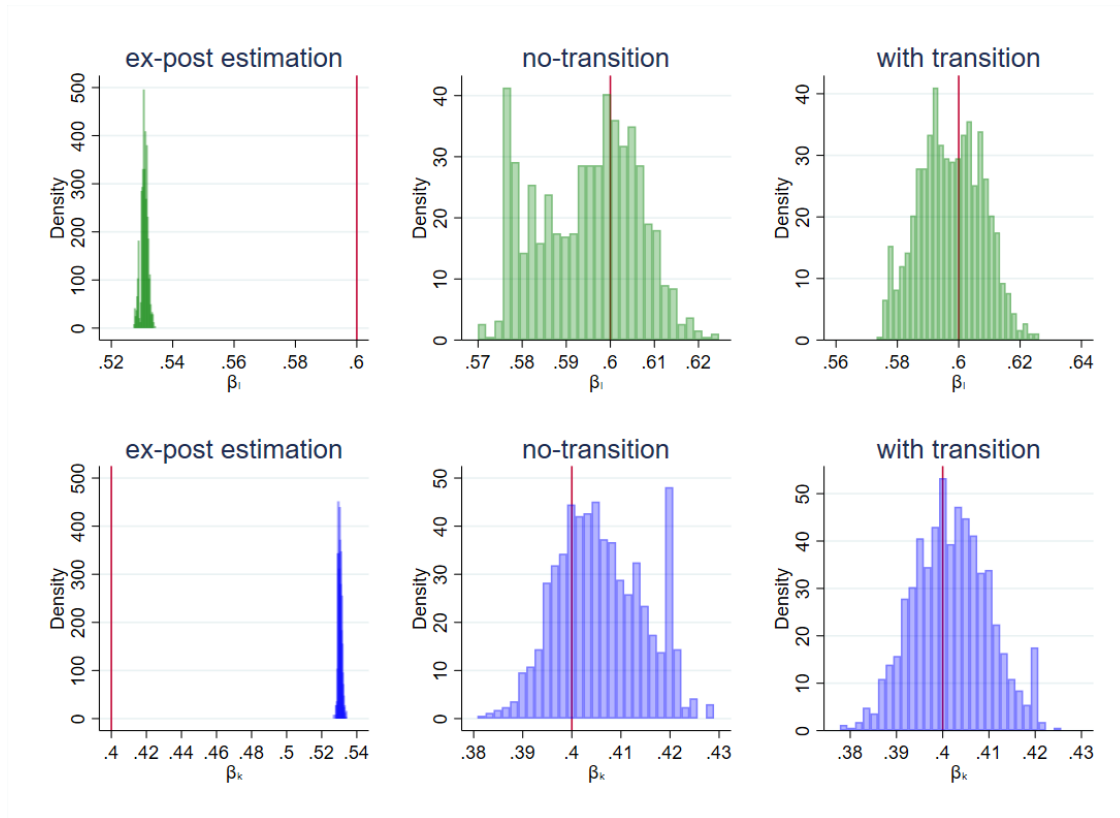 ex-post estimation
Density
0 100 200 300 400 500
.52 .54 .56 .58 .6
βₗ
no-transition
Density
0 10 20 30 40
.57 .58 .59 .6 .61 .62
βₗ
with transition
Density
0 10 20 30 40
.56 .58 .6 .62 .64
βₗ
ex-post estimation
Density
0 100 200 300 400 500
.4 .42 .44 .46 .48 .5 .52 .54
βₖ
no-transition
Density
0 10 20 30 40 50
.38 .39 .4 .41 .42 .43
βₖ
with transition
Density
0 10 20 30 40 50
.38 .39 .4 .41 .42 .43
βₖ